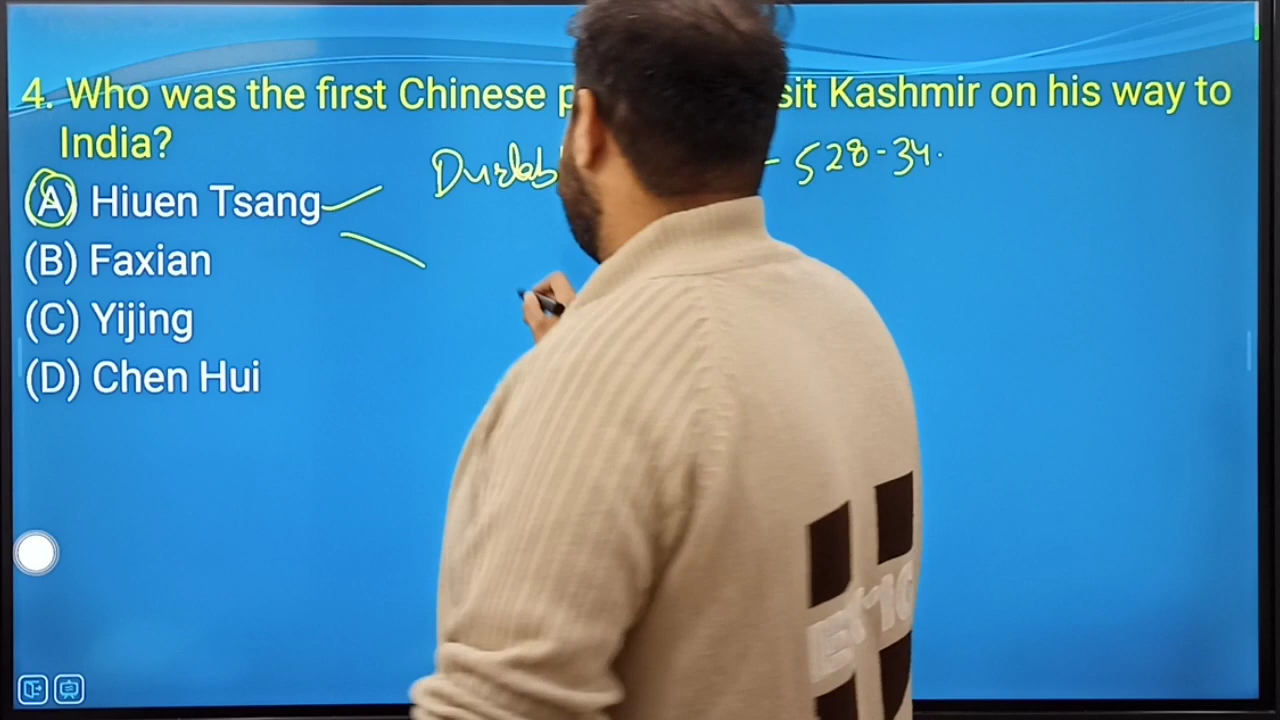 4. Who was the first Chinese p sit Kashmir on his way to
India?
Durlab - 528-34.
(A) Hiuen Tsang
(B) Faxian
(C) Yijing
(D) Chen Hui